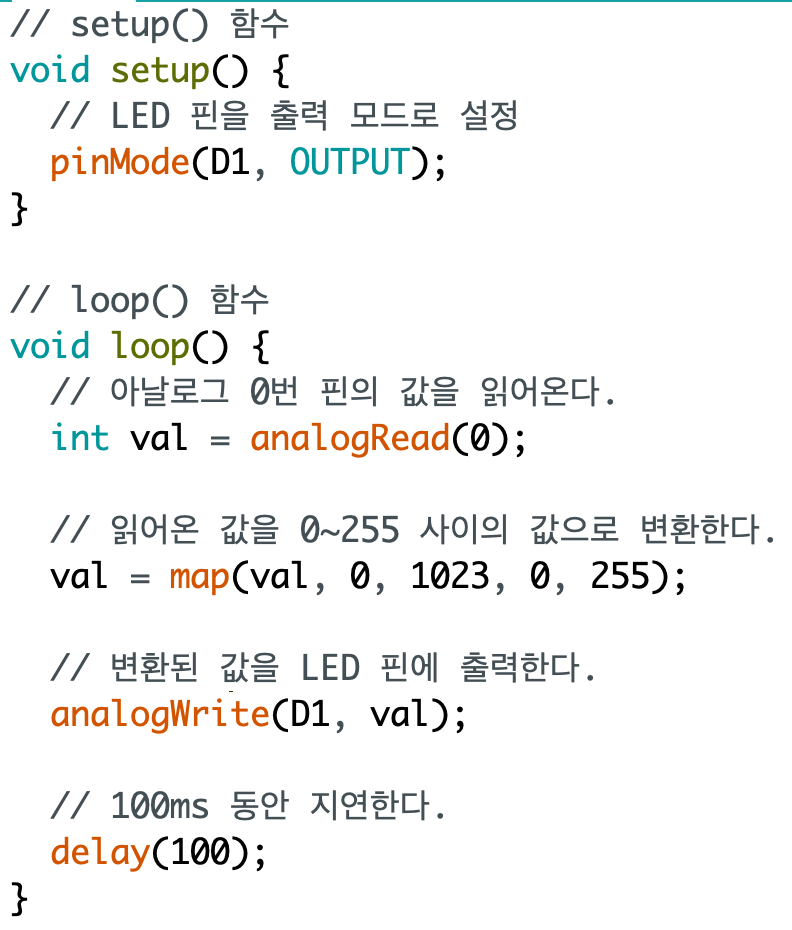 // setup() 함수
void setup() {
  // LED 핀을 출력 모드로 설정
  pinMode(D1, OUTPUT);
}

// loop() 함수
void loop() {
  // 아날로그 0번 핀의 값을 읽어온다.
  int val = analogRead(0);

  // 읽어온 값을 0~255 사이의 값으로 변환한다.
  val = map(val, 0, 1023, 0, 255);

  // 변환된 값을 LED 핀에 출력한다.
  analogWrite(D1, val);

  // 100ms 동안 지연한다.
  delay(100);
}